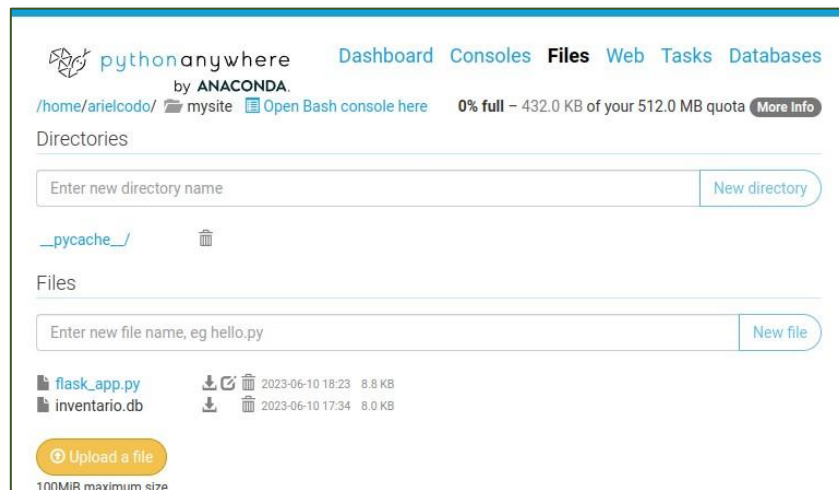 pythonanywhere Dashboard Consoles Files Web Tasks Databases
by ANACONDA.
/home/arielcodo/ mysite Open Bash console here 0% full – 432.0 KB of your 512.0 MB quota More Info
Directories
Enter new directory name New directory
__pycache__/
Files
Enter new file name, eg hello.py New file
flask_app.py 2023-06-10 18:23 8.8 KB
inventario.db 2023-06-10 17:34 8.0 KB
Upload a file
100MiB maximum size